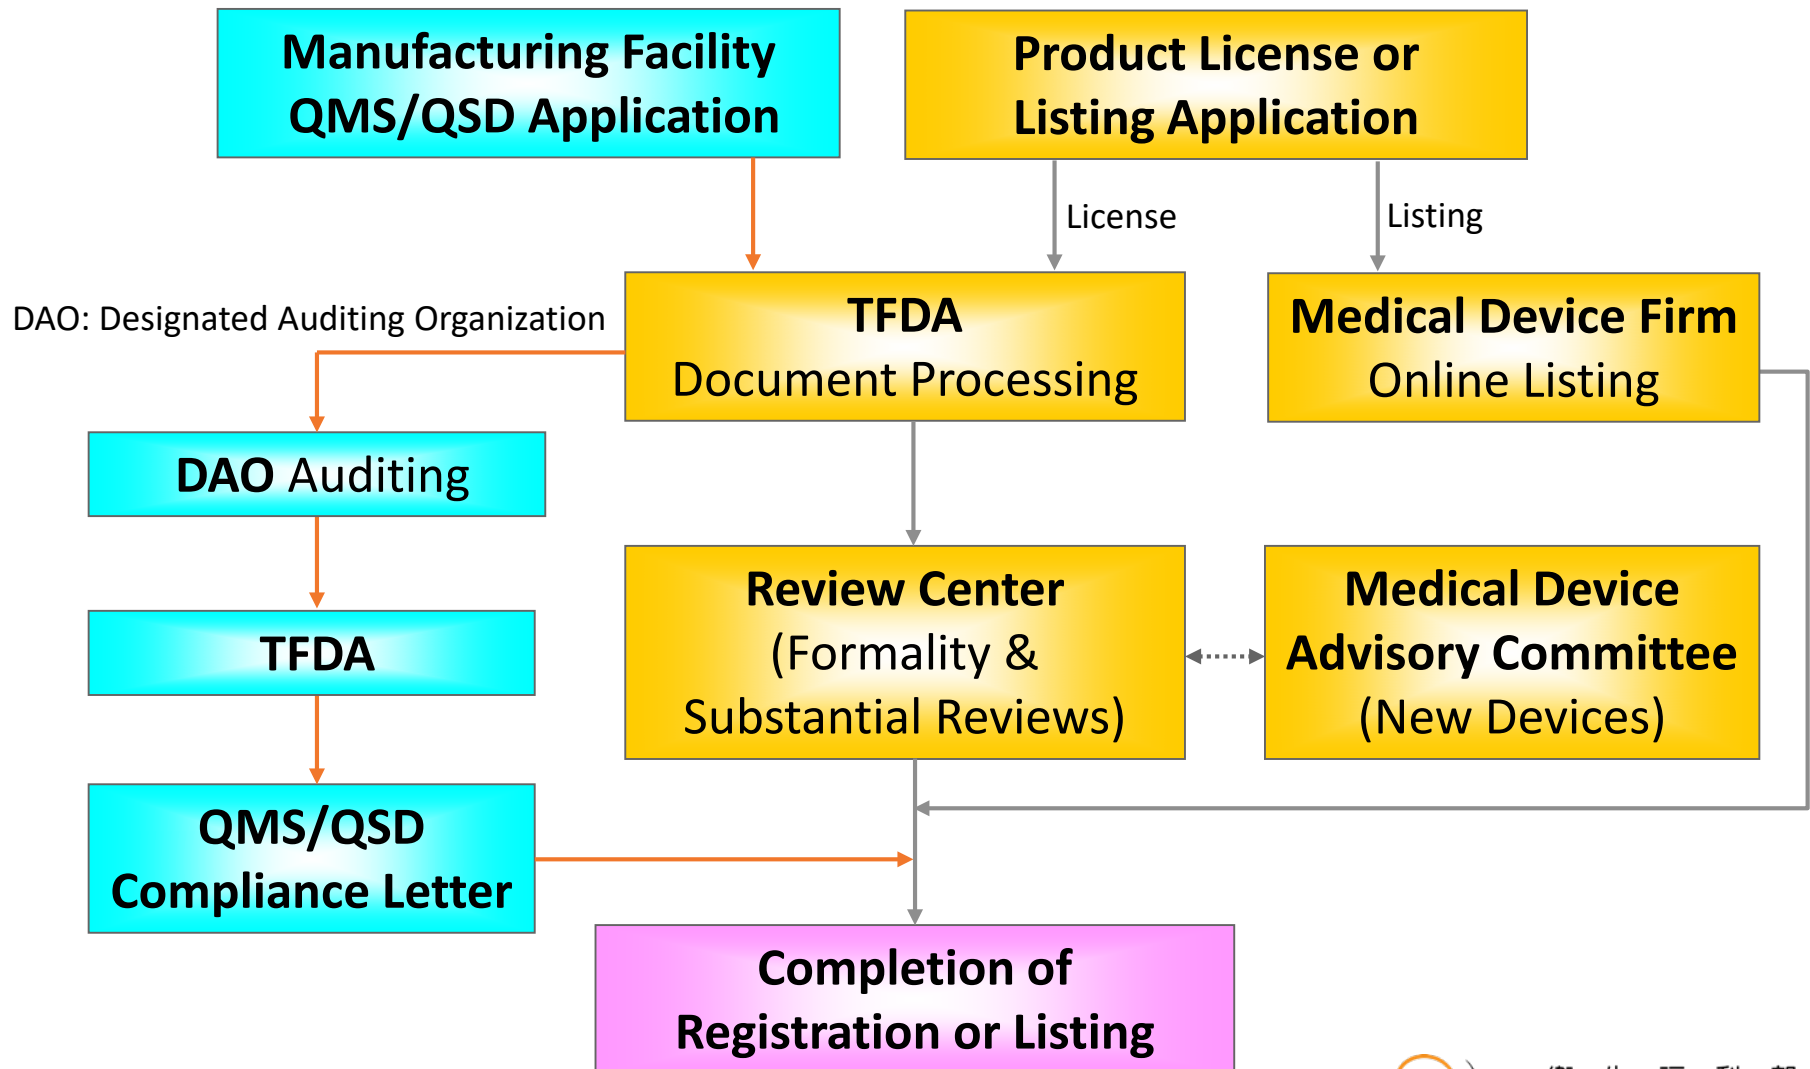 Manufacturing Facility
QMS/QSD Application
Product License or
Listing Application
License
Listing
DAO: Designated Auditing Organization
TFDA
Document Processing
Medical Device Firm
Online Listing
DAO Auditing
Review Center
(Formality &
Substantial Reviews)
Medical Device
Advisory Committee
(New Devices)
TFDA
QMS/QSD
Compliance Letter
Completion of
Registration or Listing